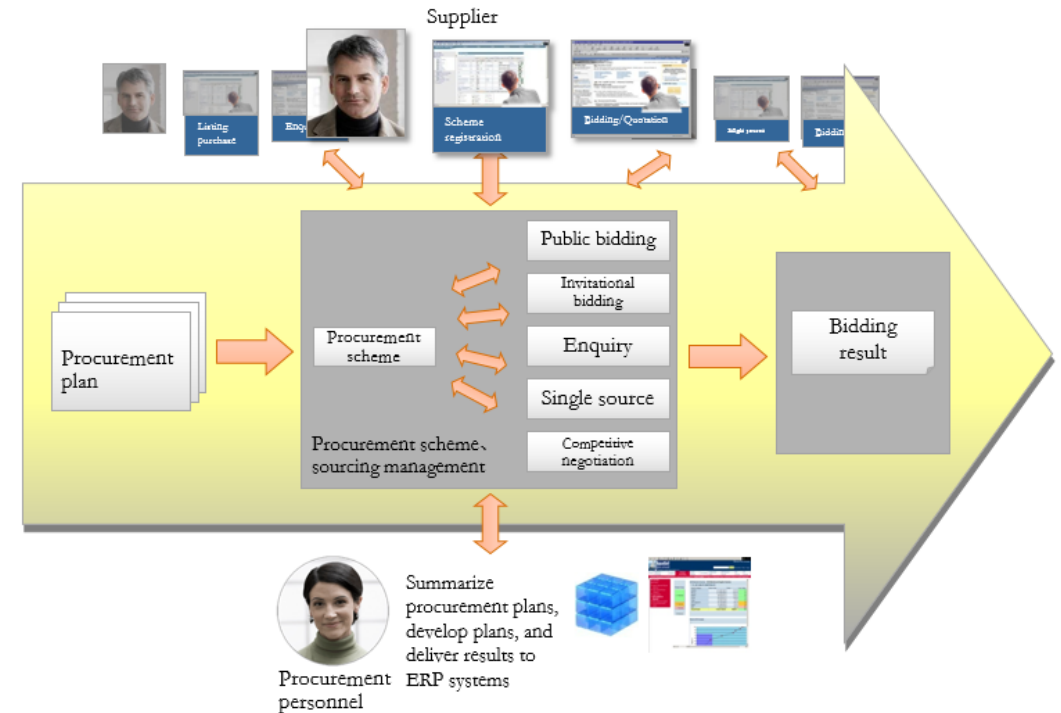 Supplier
Listing
purchase
Enqu
Scheme
registration
Bidding/Quotation
Biddin
Public bidding
Invitational
bidding
Procurement
scheme
Enquiry
Single source
Competitive
negotiation
Procurement scheme、
sourcing management
Procurement
plan
Bidding
result
Procurement
personnel
Summarize
procurement plans,
develop plans, and
deliver results to
ERP systems